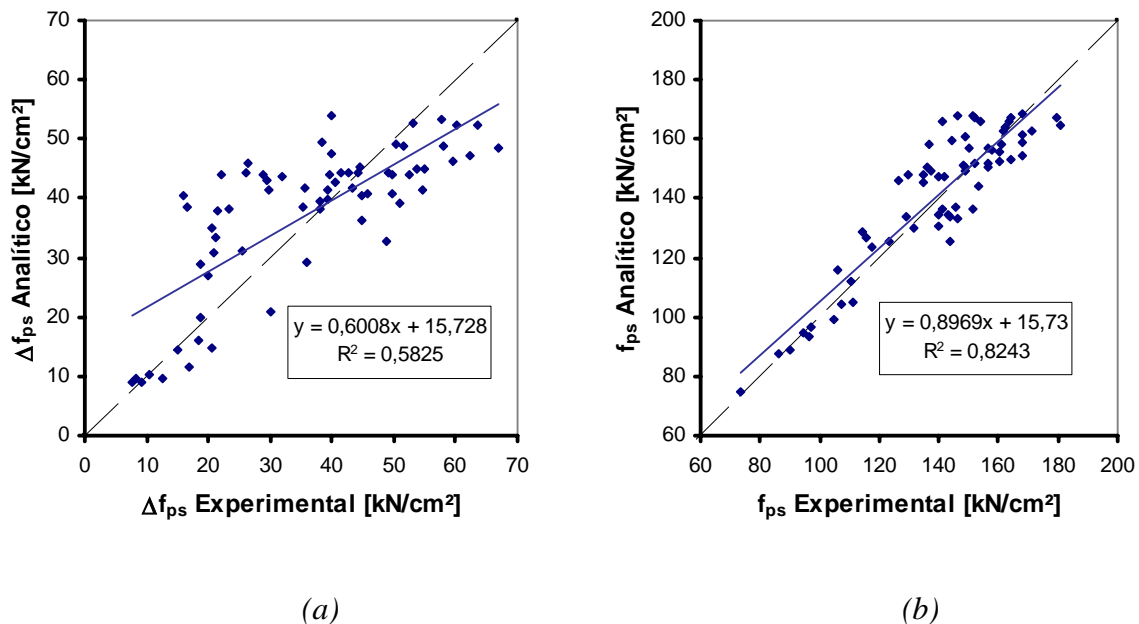 70
60
50
40
30
20
10
0
Δfps Analítico [kN/cm²]
y = 0,6008x + 15,728
R² = 0,5825
0 10 20 30 40 50 60 70
Δfps Experimental [kN/cm²]
(a)
200
180
160
140
120
100
80
60
fps Analítico [kN/cm²]
y = 0,8969x + 15,73
R² = 0,8243
60 80 100 120 140 160 180 200
fps Experimental [kN/cm²]
(b)